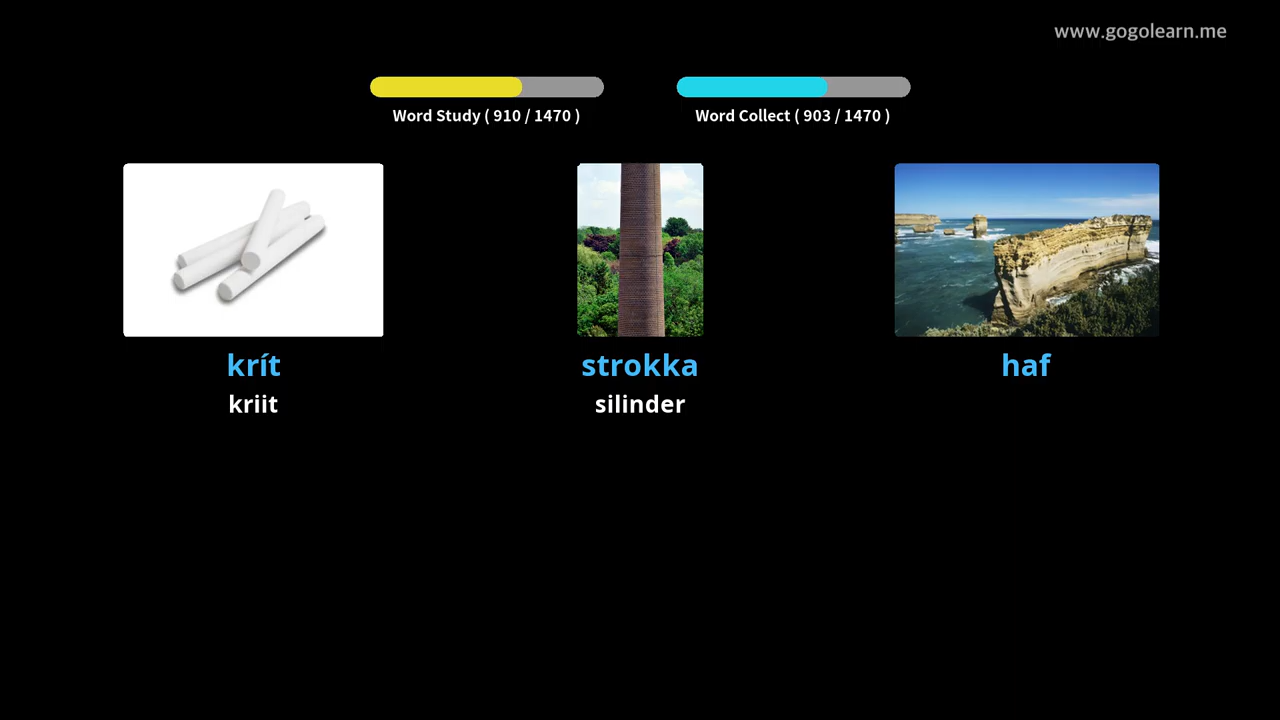 www.gogolearn.me
Word Study ( 910 / 1470 )
Word Collect ( 903 / 1470 )
krít
strokka
haf
kriit
silinder